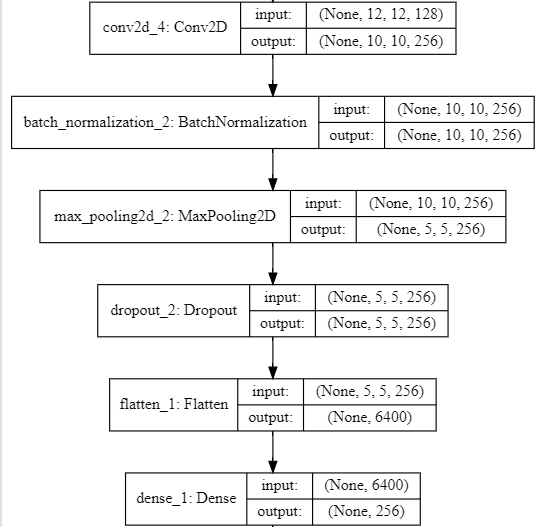 conv2d_4: Conv2D
input: (None, 12, 12, 128)
output: (None, 10, 10, 256)
batch_normalization_2: BatchNormalization
input: (None, 10, 10, 256)
output: (None, 10, 10, 256)
max_pooling2d_2: MaxPooling2D
input: (None, 10, 10, 256)
output: (None, 5, 5, 256)
dropout_2: Dropout
input: (None, 5, 5, 256)
output: (None, 5, 5, 256)
flatten_1: Flatten
input: (None, 5, 5, 256)
output: (None, 6400)
dense_1: Dense
input: (None, 6400)
output: (None, 256)